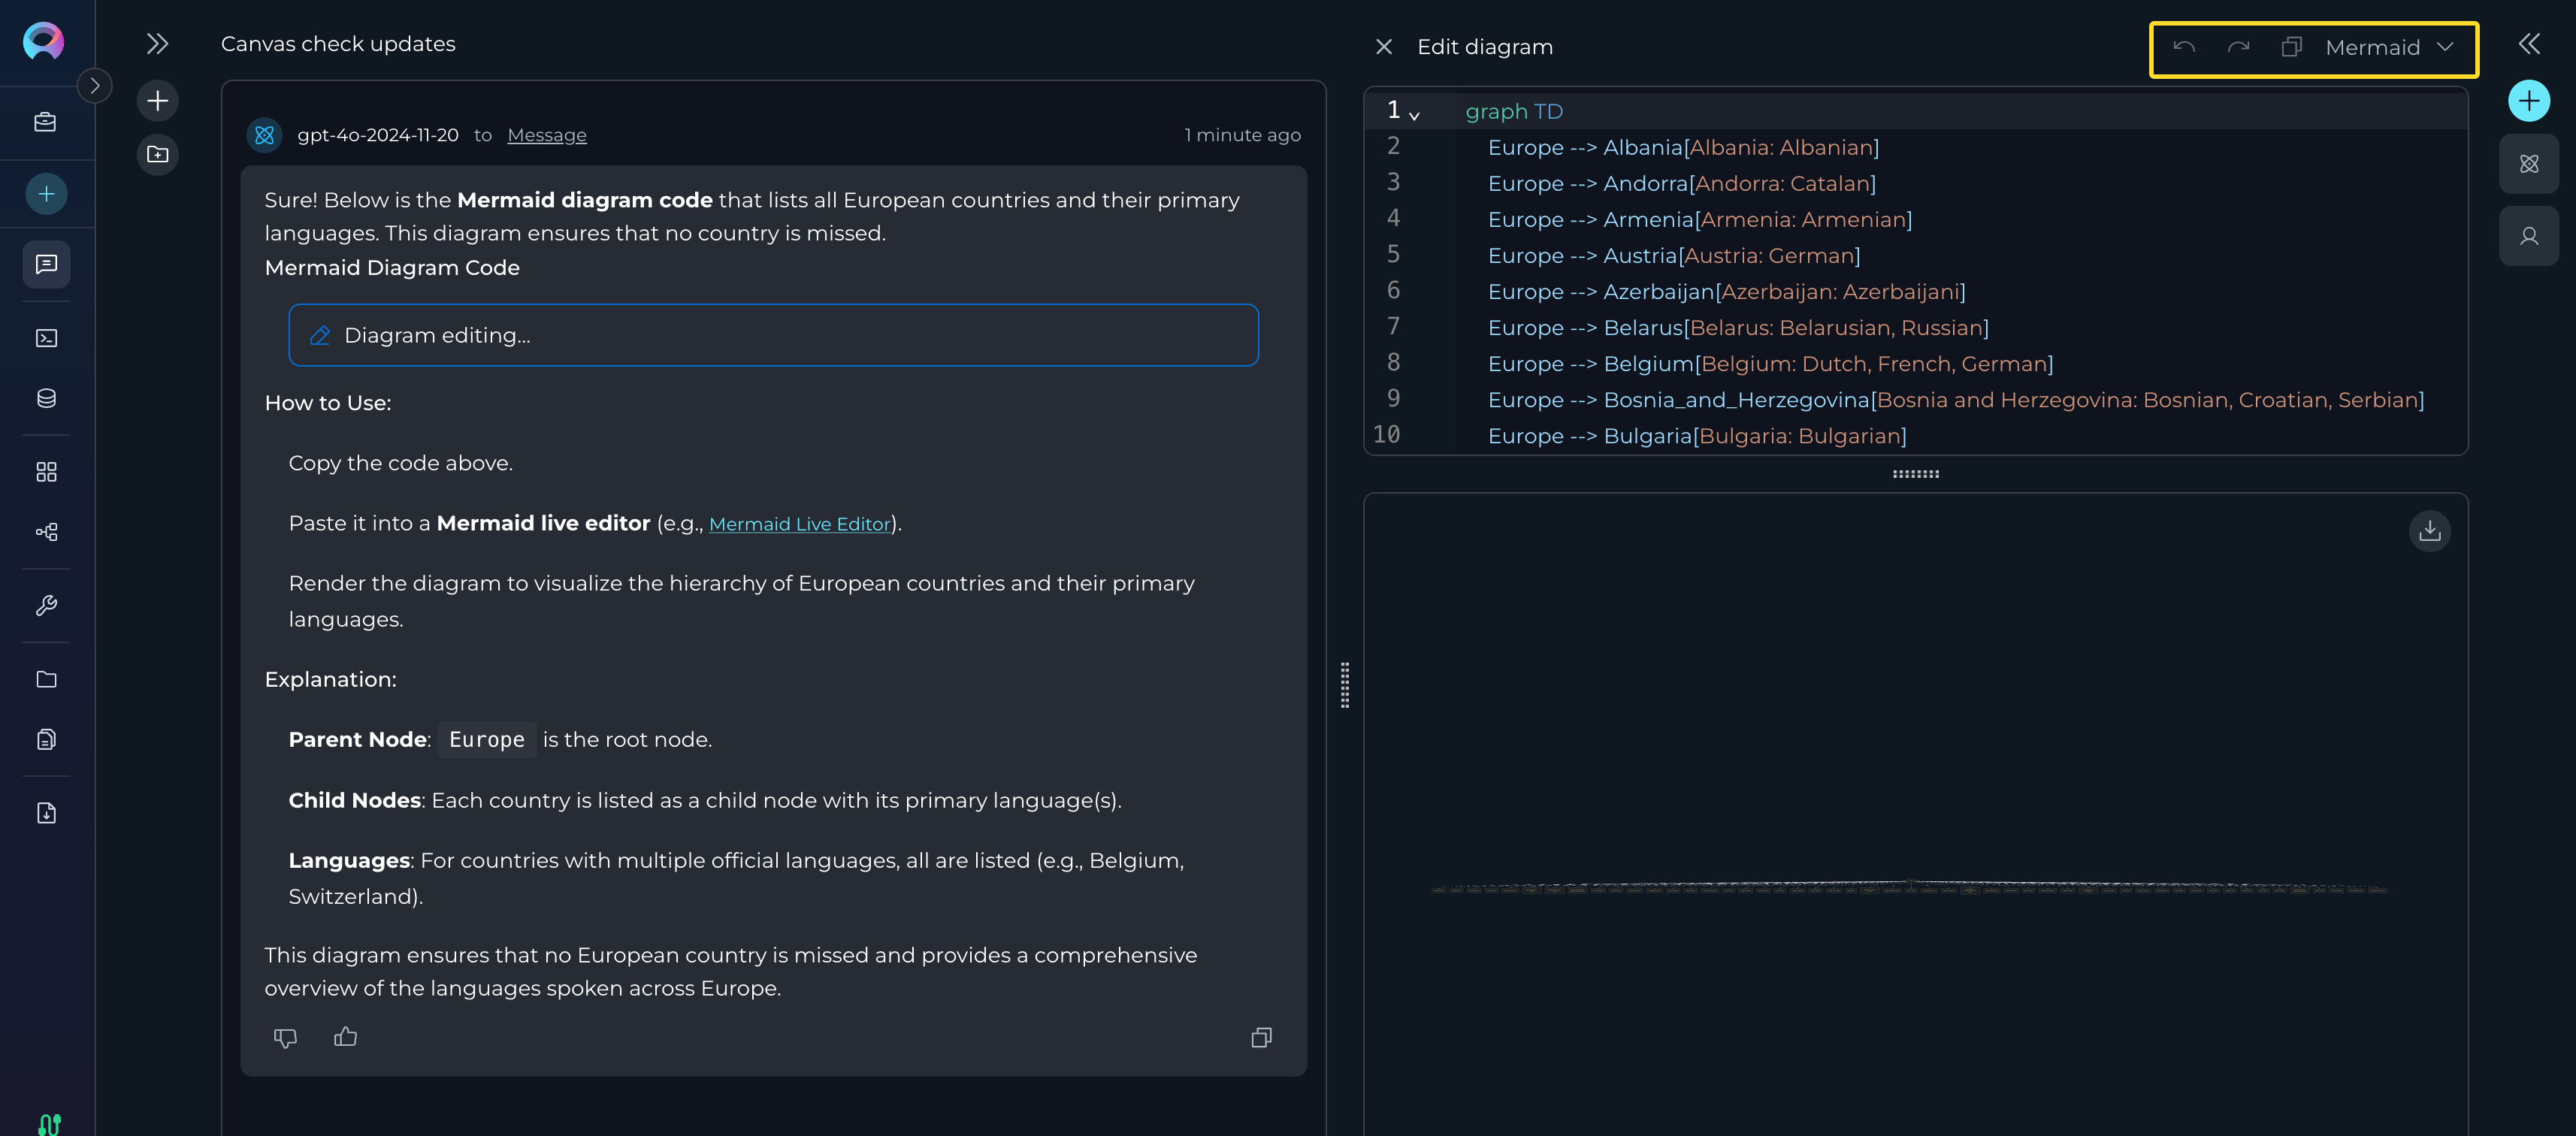 Canvas check updates
gpt-4o-2024-11-20 to Message
1 minute ago
Sure! Below is the Mermaid diagram code that lists all European countries and their primary
languages. This diagram ensures that no country is missed.
Mermaid Diagram Code
Diagram editing...
How to Use:
Copy the code above.
Paste it into a Mermaid live editor (e.g., Mermaid Live Editor).
Render the diagram to visualize the hierarchy of European countries and their primary
languages.
Explanation:
Parent Node: Europe is the root node.
Child Nodes: Each country is listed as a child node with its primary language(s).
Languages: For countries with multiple official languages, all are listed (e.g., Belgium,
Switzerland).
This diagram ensures that no European country is missed and provides a comprehensive
overview of the languages spoken across Europe.
Edit diagram
Mermaid
1 graph TD
2 Europe --> Albania[Albania: Albanian]
3 Europe --> Andorra[Andorra: Catalan]
4 Europe --> Armenia[Armenia: Armenian]
5 Europe --> Austria[Austria: German]
6 Europe --> Azerbaijan[Azerbaijan: Azerbaijani]
7 Europe --> Belarus[Belarus: Belarusian, Russian]
8 Europe --> Belgium[Belgium: Dutch, French, German]
9 Europe --> Bosnia_and_Herzegovina[Bosnia and Herzegovina: Bosnian, Croatian, Serbian]
10 Europe --> Bulgaria[Bulgaria: Bulgarian]